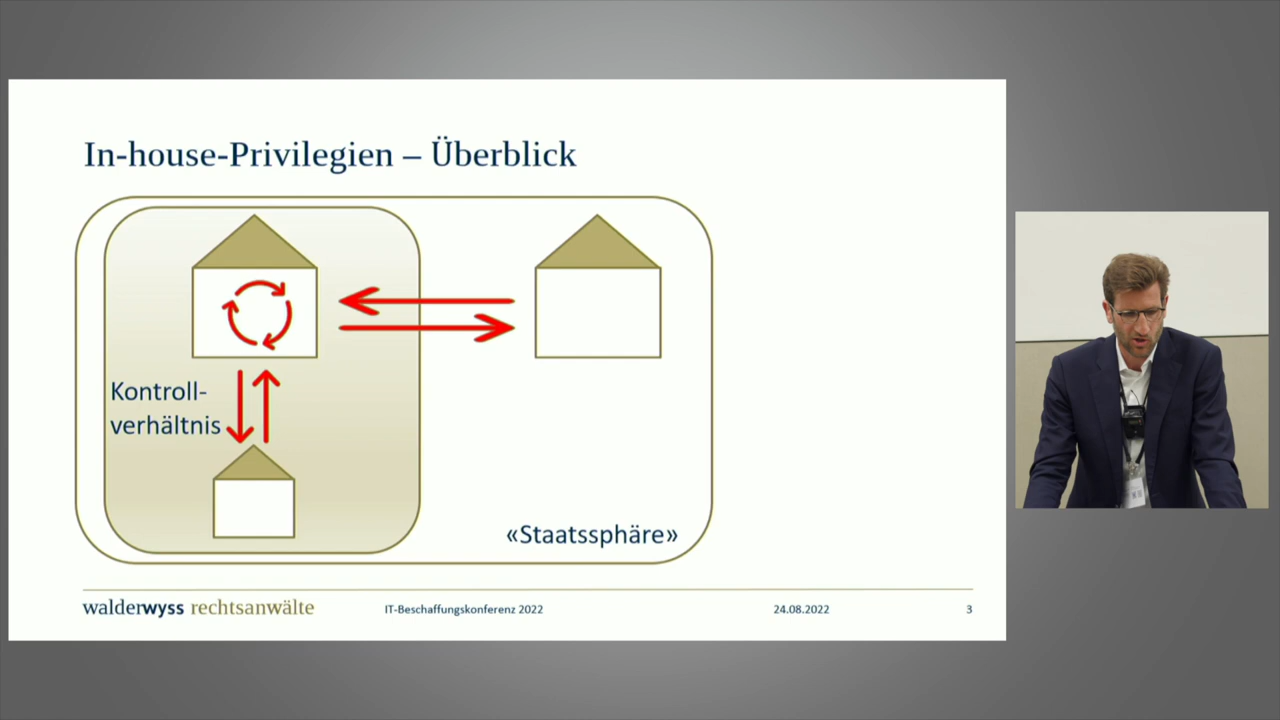 In-house-Privilegien – Überblick
Kontroll-
verhältnis
«Staatssphäre»
walderwyss rechtsanwälte
IT-Beschaffungskonferenz 2022
24.08.2022
3